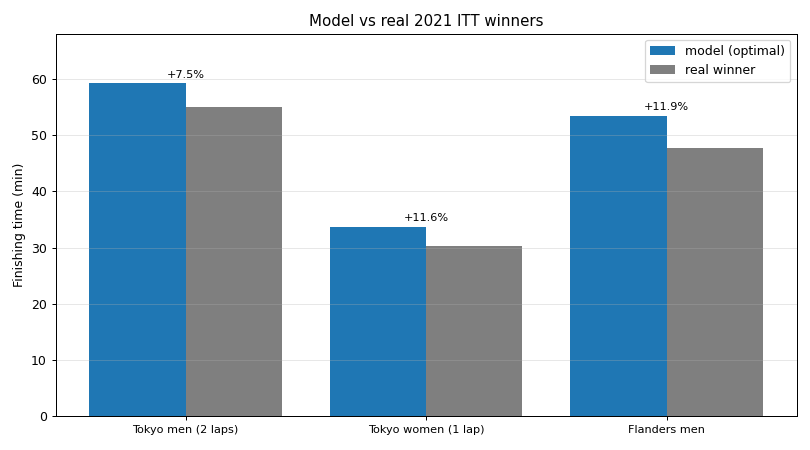 Model vs real 2021 ITT winners
model (optimal)
real winner
+7.5%
+11.6%
+11.9%
Finishing time (min)
60
50
40
30
20
10
0
Tokyo men (2 laps)
Tokyo women (1 lap)
Flanders men